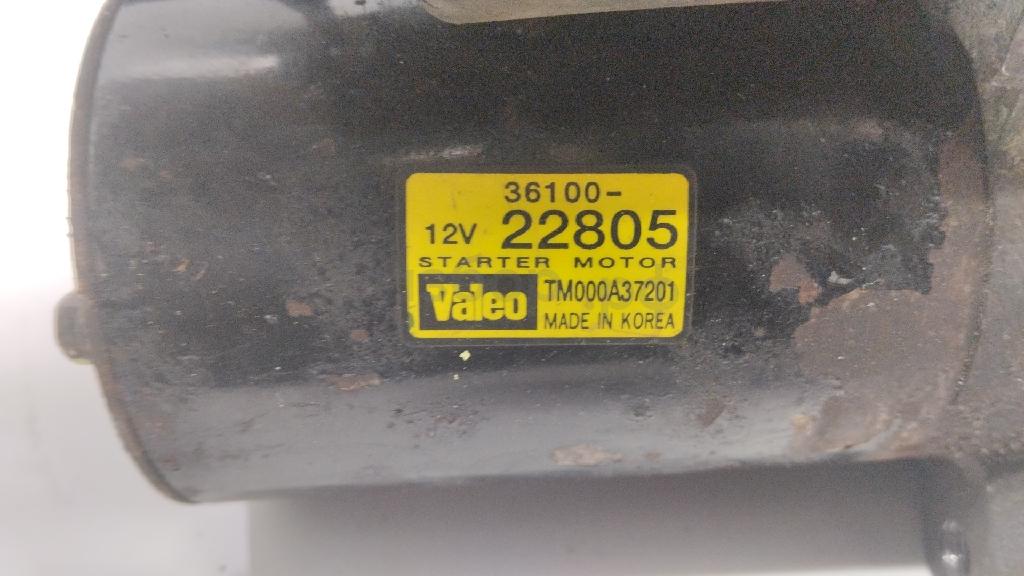 36100-
12V 22805
STARTER MOTOR
Valeo TM000A37201
MADE IN KOREA